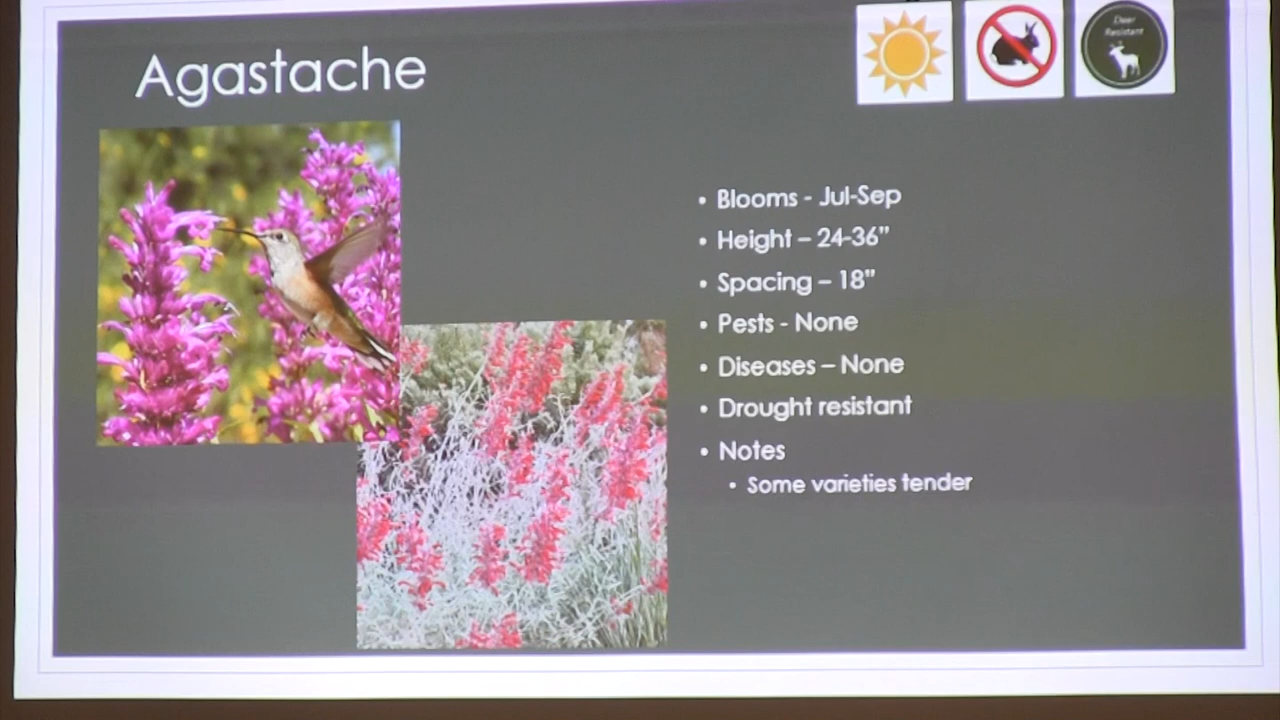 Agastache
Deer
Resistant
• Blooms - Jul-Sep
• Height – 24-36"
• Spacing – 18"
• Pests - None
• Diseases – None
• Drought resistant
• Notes
• Some varieties tender